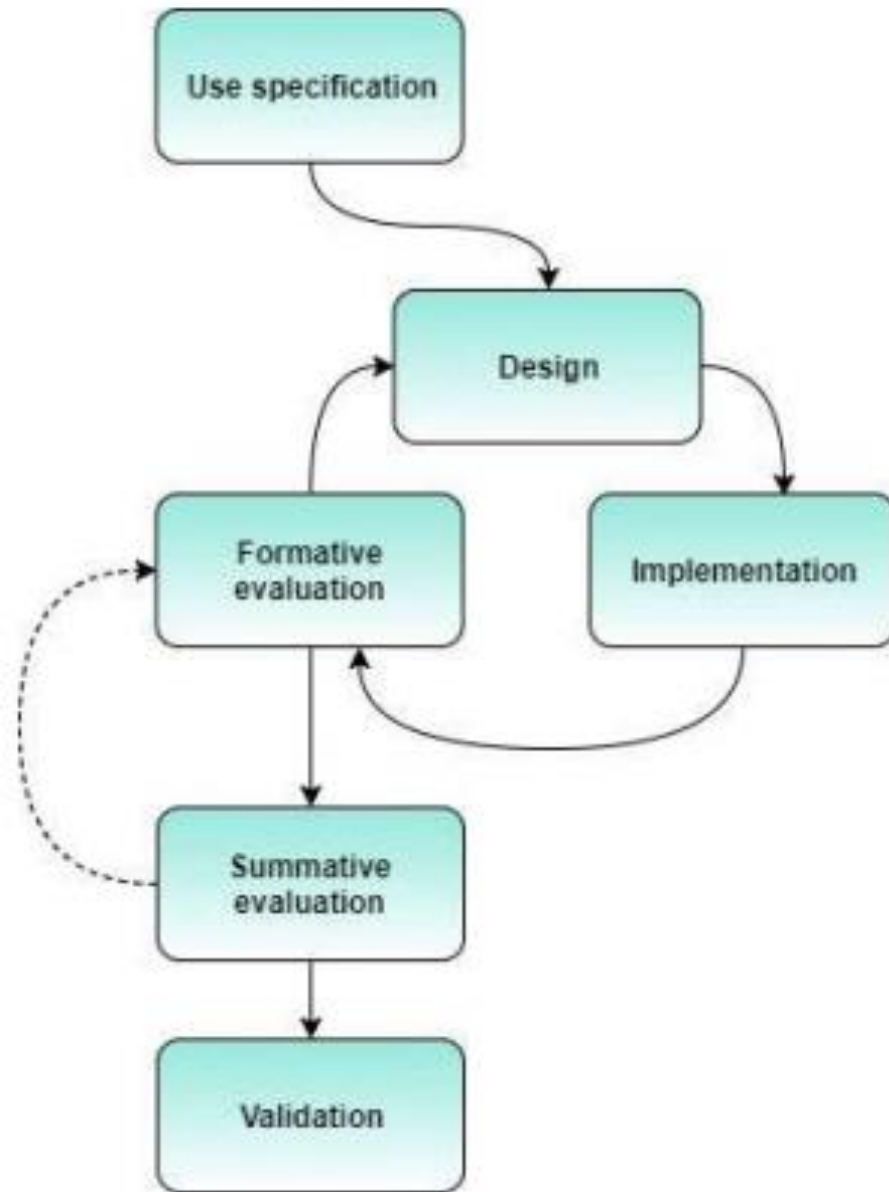 Use specification
Design
Formative
evaluation
Implementation
Summative
evaluation
Validation